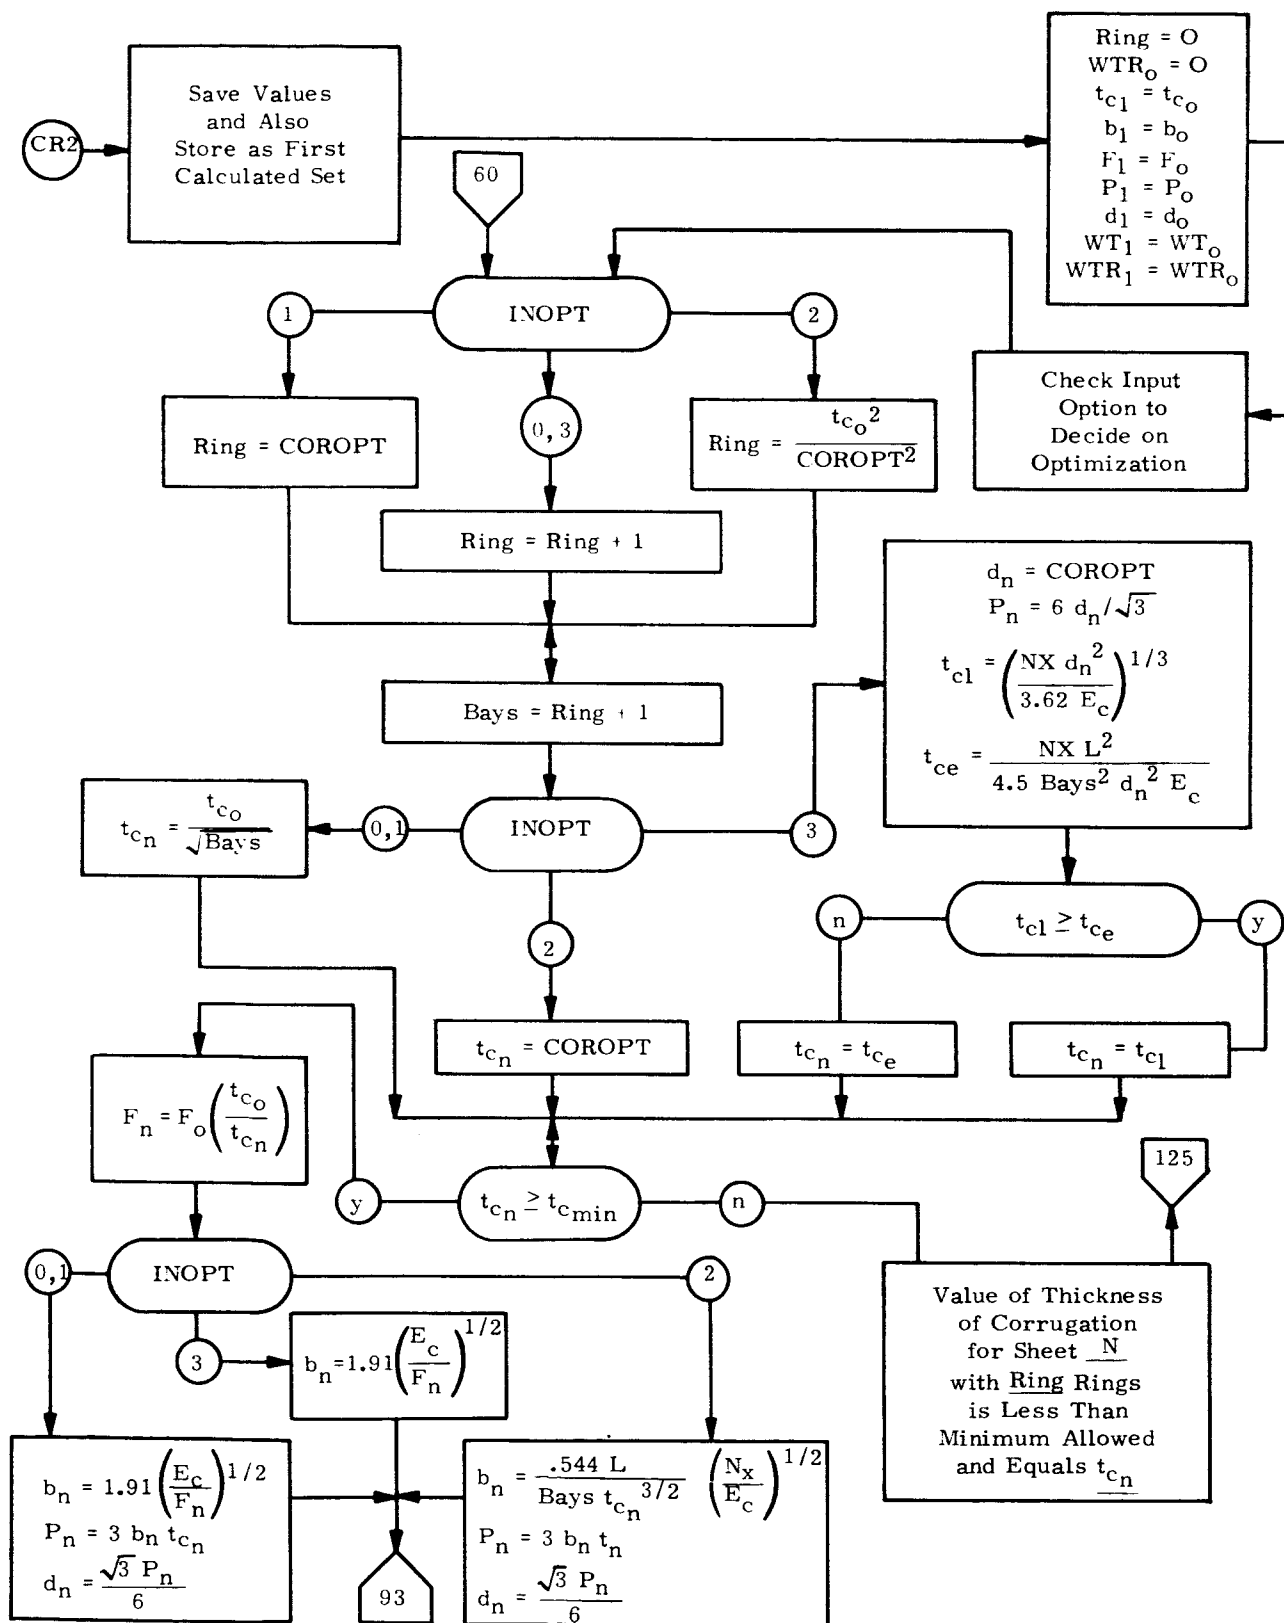 CR2
Save Values
and Also
Store as First
Calculated Set
Ring = O
WTR_o = O
t_c1 = t_co
b_1 = b_o
F_1 = F_o
P_1 = P_o
d_1 = d_o
WT_1 = WT_o
WTR_1 = WTR_o
60
Check Input
Option to
Decide on
Optimization
INOPT
1
0, 3
2
Ring = COROPT
Ring = t_co^2 / COROPT^2
Ring = Ring + 1
Bays = Ring + 1
d_n = COROPT
P_n = 6 d_n/√3
t_cl = (NX d_n^2 / 3.62 E_c)^1/3
t_ce = NX L^2 / 4.5 Bays^2 d_n^2 E_c
INOPT
0,1
3
2
t_cn = t_co / √Bays
t_cl ≥ t_ce
n
y
t_cn = COROPT
t_cn = t_ce
t_cn = t_cl
F_n = F_o (t_co / t_cn)
t_cn ≥ t_cmin
y
n
125
Value of Thickness
of Corrugation
for Sheet N
with Ring Rings
is Less Than
Minimum Allowed
and Equals t_cn
INOPT
0,1
3
2
b_n=1.91 (E_c / F_n)^1/2
b_n = 1.91 (E_c / F_n)^1/2
P_n = 3 b_n t_cn
d_n = √3 P_n / 6
b_n = .544 L / Bays t_cn^3/2 (N_x / E_c)^1/2
P_n = 3 b_n t_n
d_n = √3 P_n / 6
93